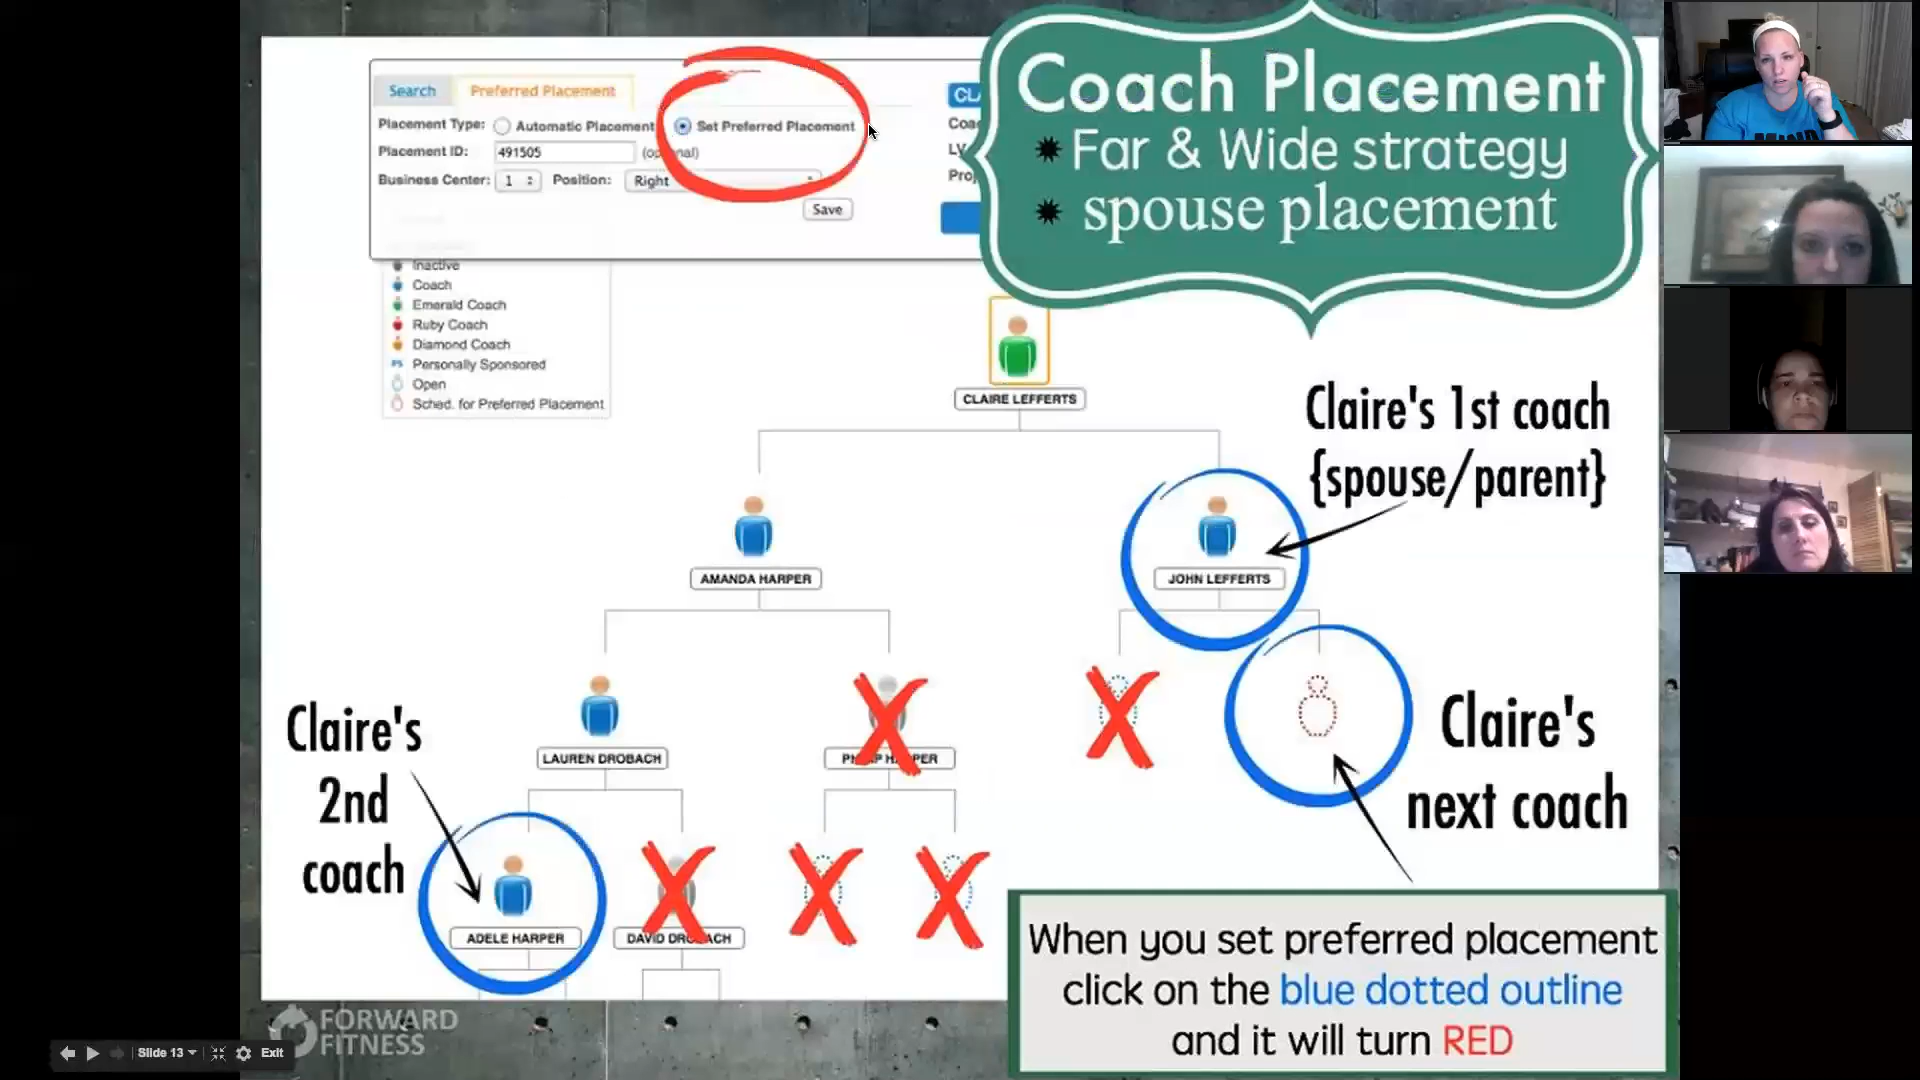 Search Preferred Placement
Placement Type: Automatic Placement Set Preferred Placement
Placement ID: 491505
Business Center: 1 Position: Right
Save
Inactive
Coach
Emerald Coach
Ruby Coach
Diamond Coach
PS Personally Sponsored
Open
Sched. for Preferred Placement
Coach Placement
Far & Wide strategy
spouse placement
CLAIRE LEFFERTS
Claire's 1st coach
{spouse/parent}
AMANDA HARPER
JOHN LEFFERTS
LAUREN DROBACH
Claire's
2nd
coach
Claire's
next coach
ADELE HARPER
DAVID
When you set preferred placement
click on the blue dotted outline
and it will turn RED
FORWARD
FITNESS
Slide 13 Exit